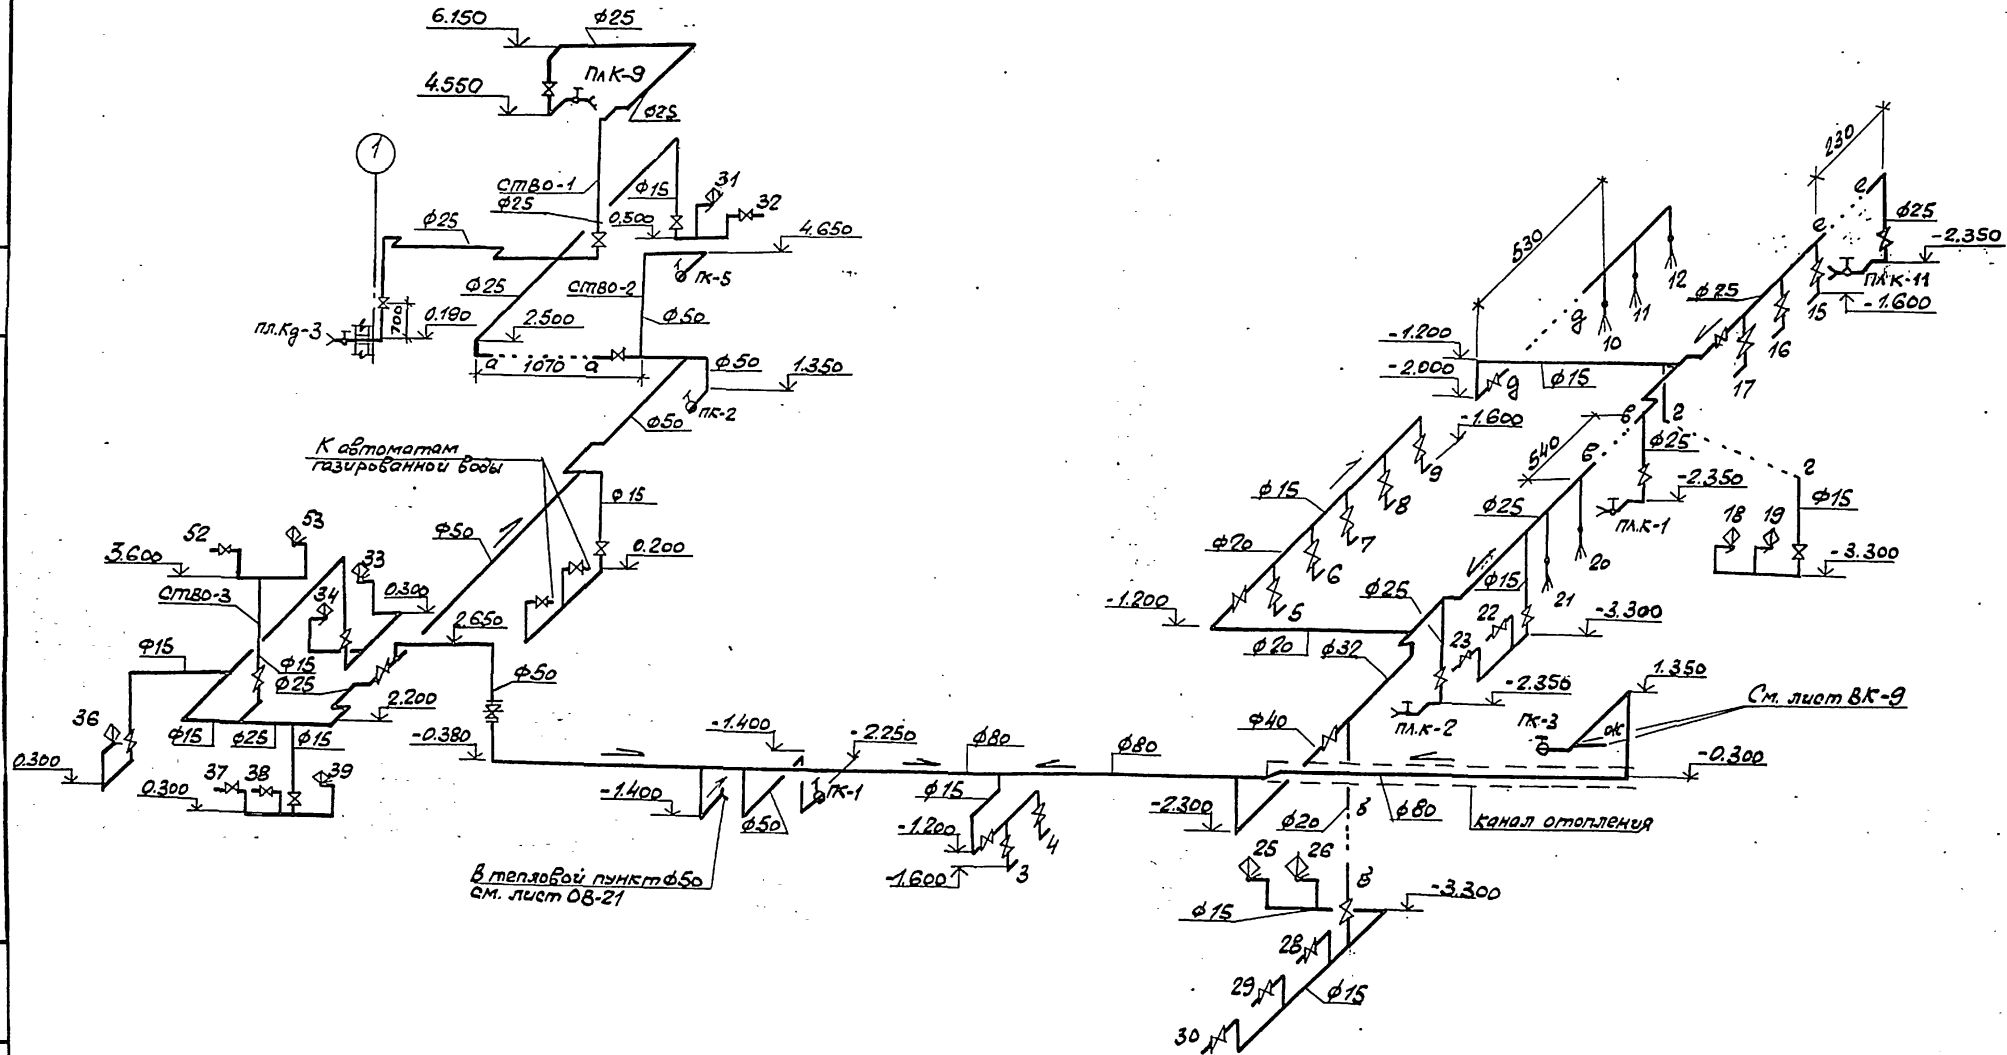 6.150
ф25
ПЛ К-9
4.550
ф25
1
СТВО-1
ф25
ф15
31
32
0.500
ф25
4.650
ПК-5
СТВО-2
ф25
ф50
ПЛ.КД-3
700
0.190
2.500
а
1070
а
ф50
1.350
ПК-2
ф50
К автоматам
газированной воды
ф15
ф50
0.200
52
53
3.600
33
34
0.300
СТВО-3
2.650
ф15
ф15
ф25
ф50
2.200
36
ф15
ф25
ф15
-0.380
0.300
37
38
39
0.300
-1.400
-2.250
ф80
ф80
-1.400
ф50
ПК-1
ф15
-1.200
3
4
-1.600
В тепловой пункт ф50
см. лист ОВ-21
230
е
е
ф25
-2.350
ПЛ.К-11
-1.600
15
16
17
ф25
530
12
11
10
д
-1.200
-2.000
д
ф15
-1.600
в
г
ф25
540
в
г
-2.350
ПЛ.К-1
ф15
18
19
-3.300
9
8
7
6
5
ф15
ф20
ф25
20
21
ф15
ф25
22
23
-3.300
-1.200
ф20
ф32
-2.350
ПЛ.К-2
ф40
ПК-3
ОК
1.350
См. лист ВК-9
-0.300
-2.300
ф20
ф80
канал отопления
25
26
ф15
-3.300
28
29
30
ф15